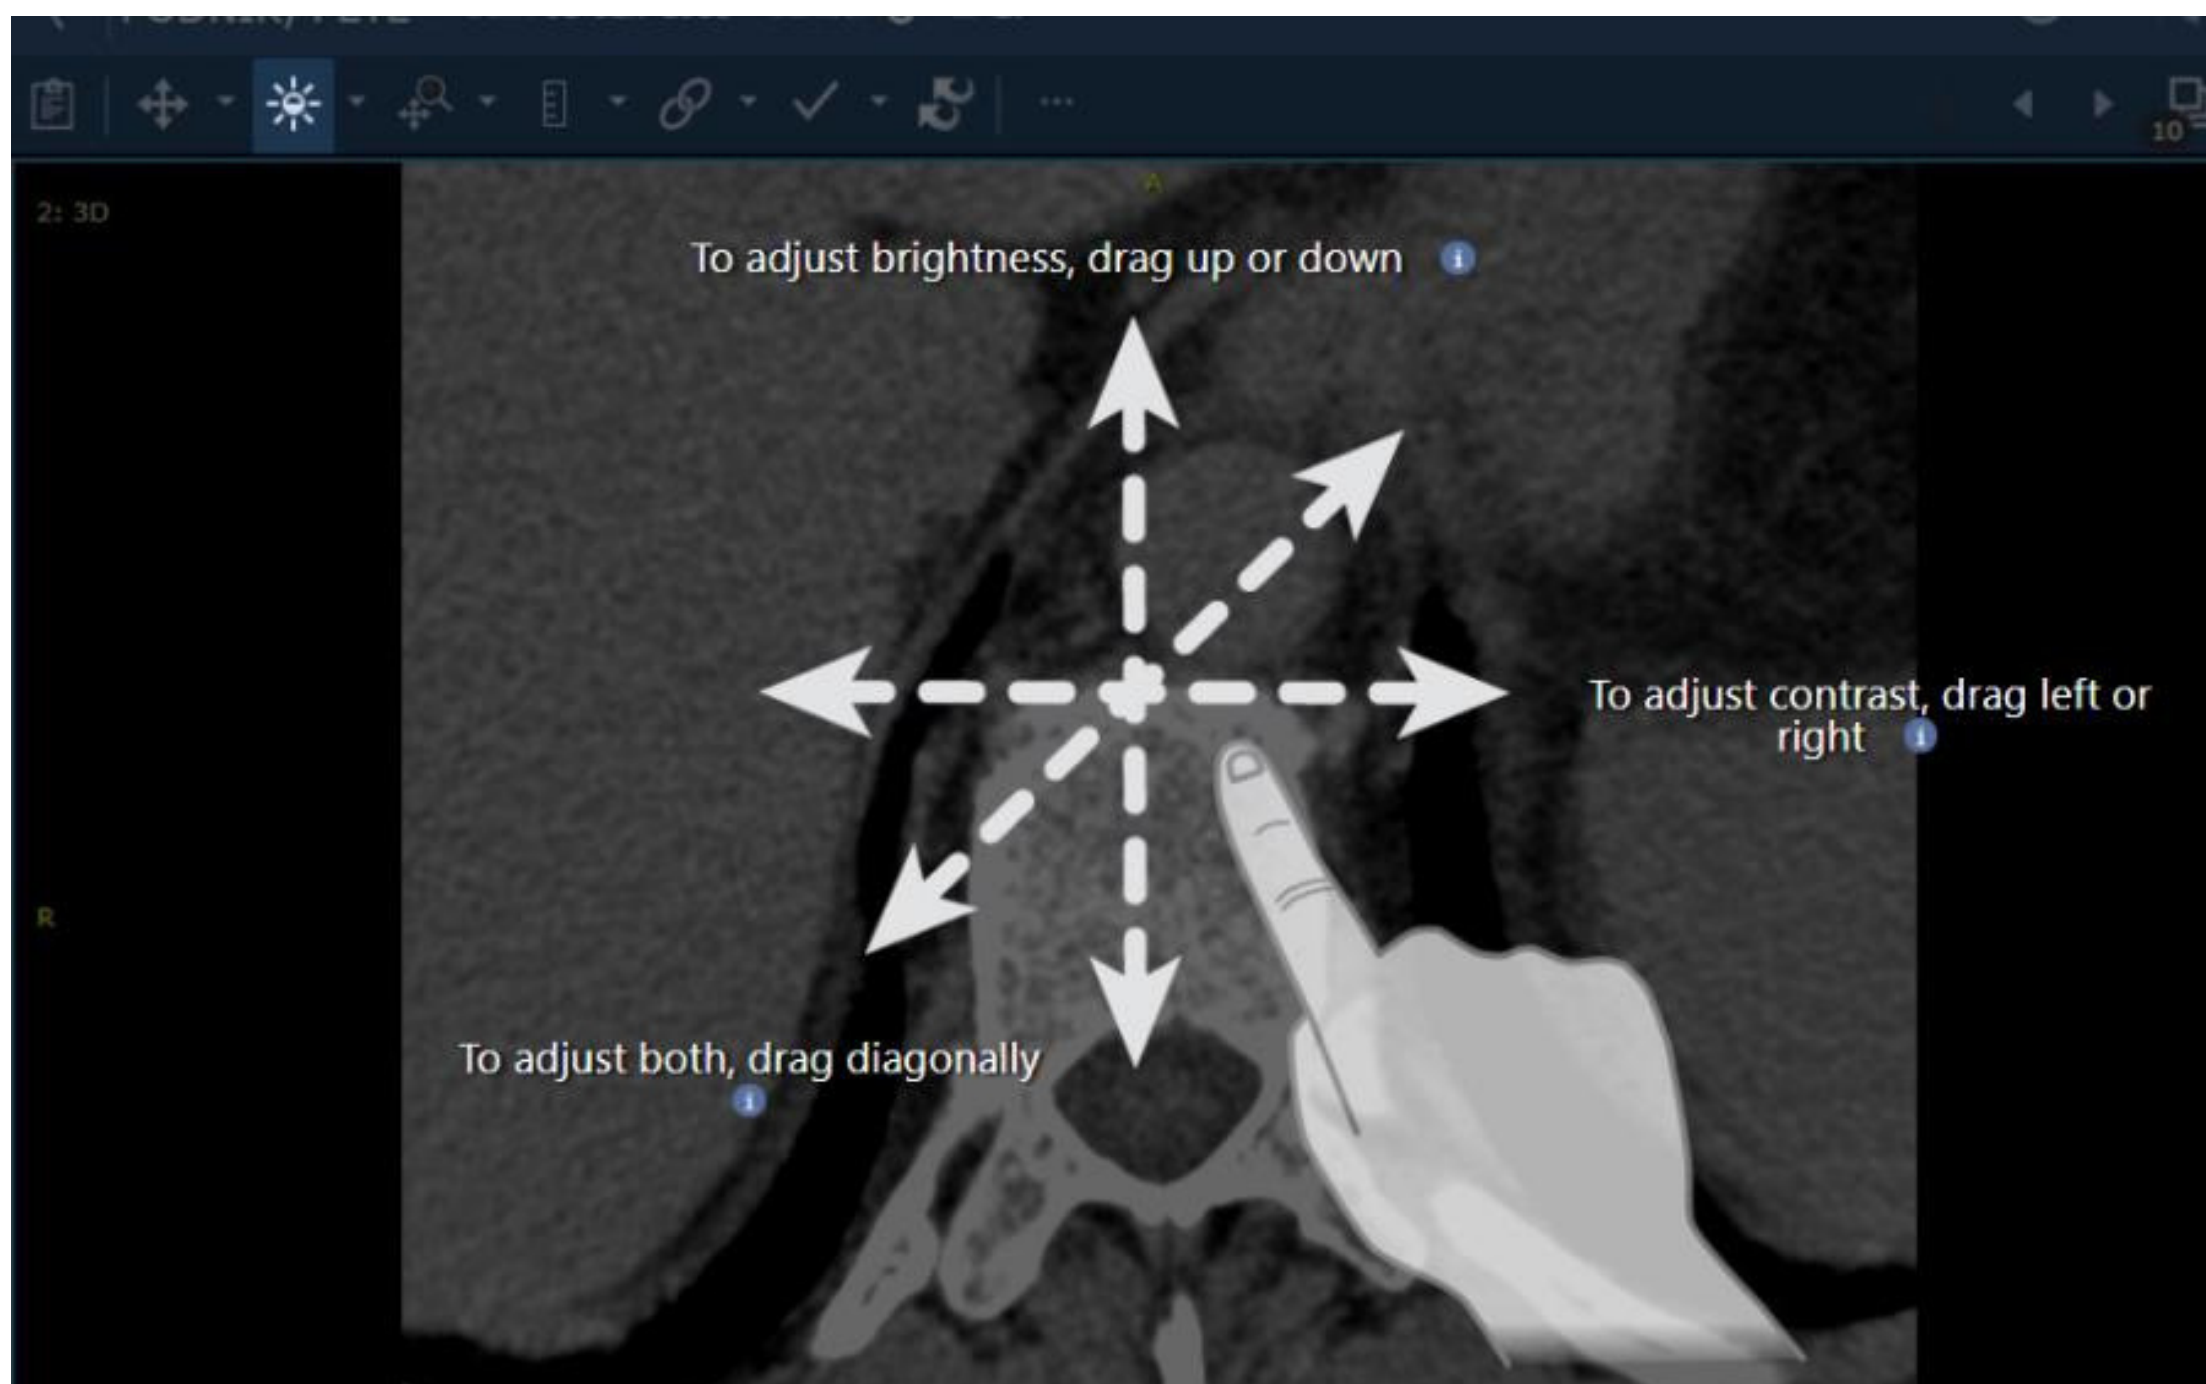 10
2: 3D
A
To adjust brightness, drag up or down
i
To adjust contrast, drag left or
right
i
R
To adjust both, drag diagonally
i